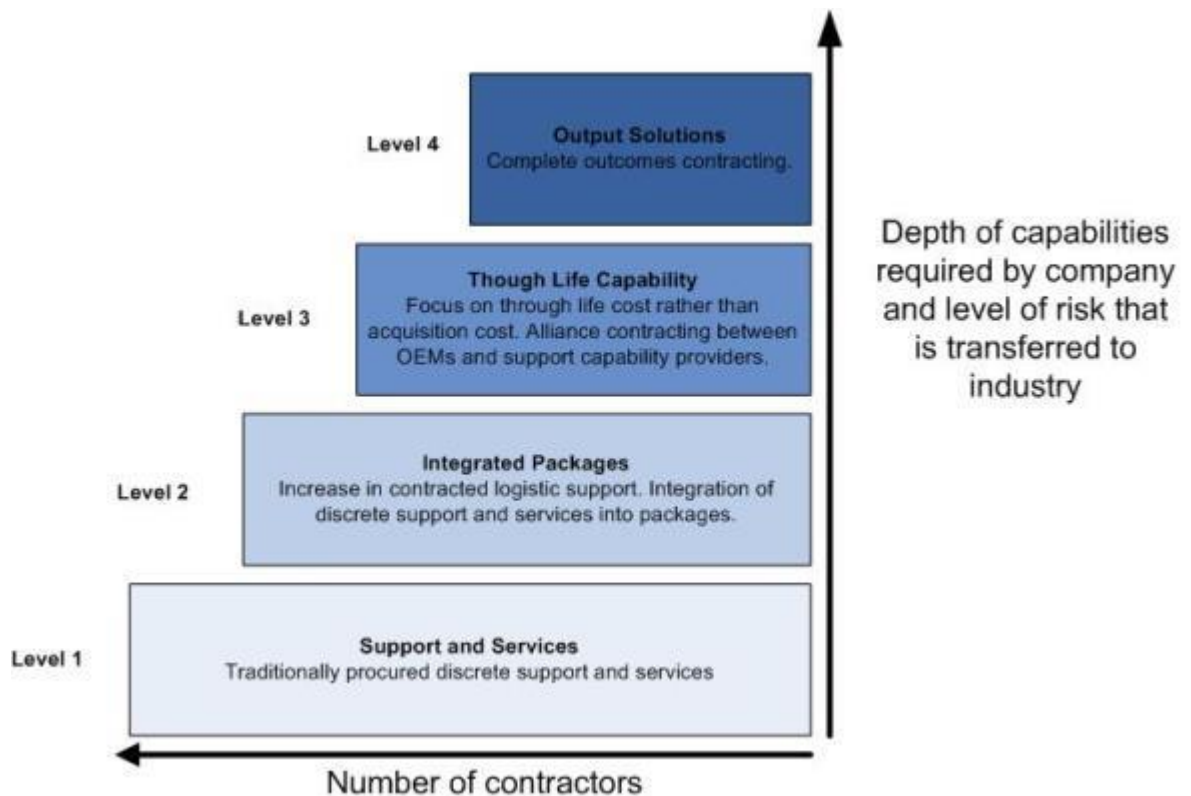 Level 4
Output Solutions
Complete outcomes contracting.
Level 3
Though Life Capability
Focus on through life cost rather than
acquisition cost. Alliance contracting between
OEMs and support capability providers.
Level 2
Integrated Packages
Increase in contracted logistic support. Integration of
discrete support and services into packages.
Level 1
Support and Services
Traditionally procured discrete support and services
Depth of capabilities
required by company
and level of risk that
is transferred to
industry
Number of contractors